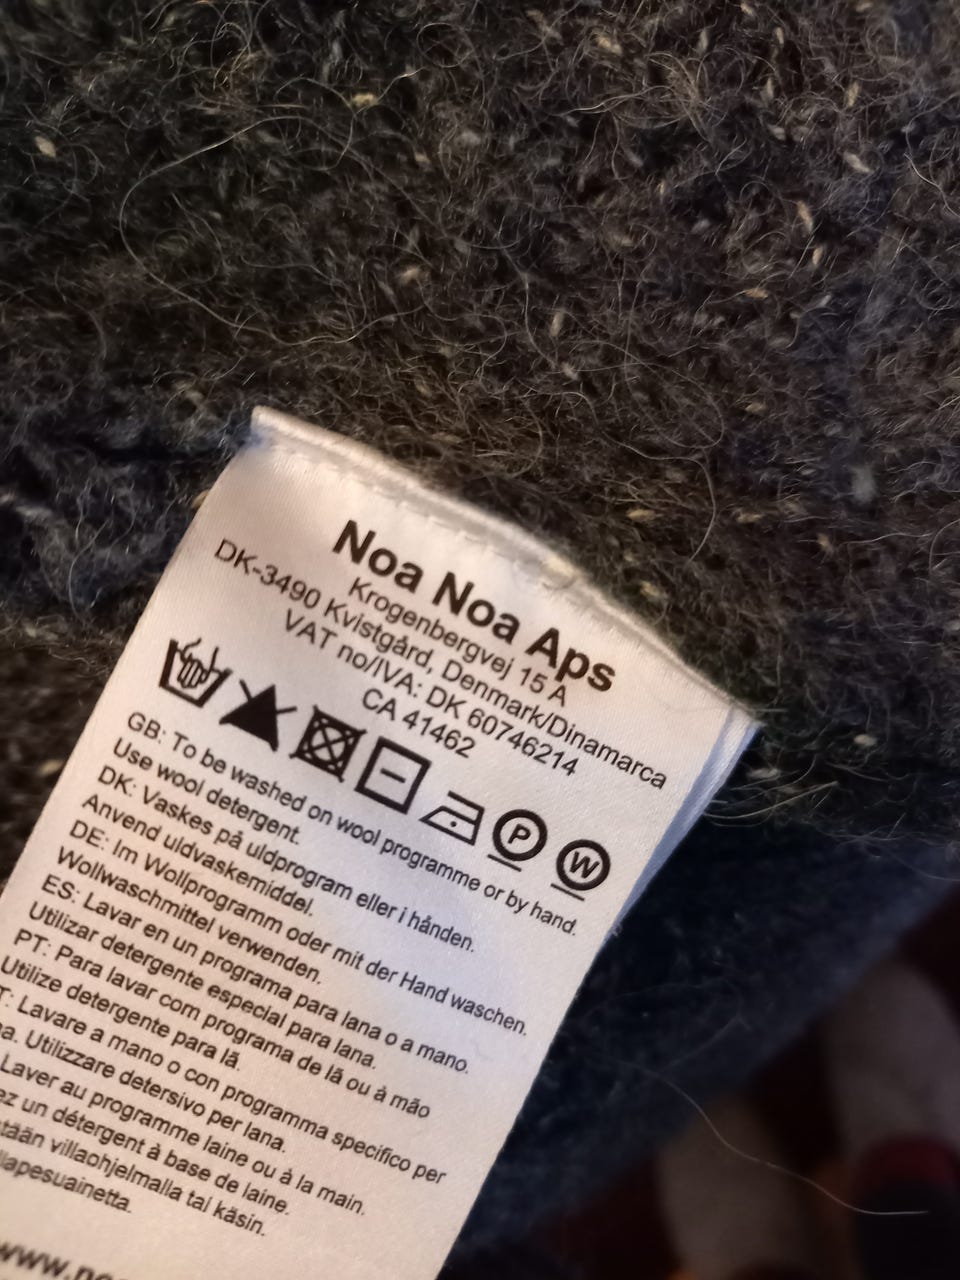 Noa Noa Aps
Krogenbergvej 15 A
DK-3490 Kvistgård, Denmark/Dinamarca
VAT no/IVA: DK 60746214
CA 41462
P W
GB: To be washed on wool programme or by hand.
Use wool detergent.
DK: Vaskes på uldprogram eller i hånden.
Anvend uldvaskemiddel.
DE: Im Wollprogramm oder mit der Hand waschen.
Wollwaschmittel verwenden.
ES: Lavar en un programa para lana o a mano.
Utilizar detergente especial para lana.
PT: Para lavar com programa de lã ou à mão
Utilize detergente para lã.
Lavare a mano o con programma specifico per
Utilizzare detersivo per lana.
Laver au programme laine ou à la main.
un détergent à base de laine.
villaohjelmalla tai käsin.